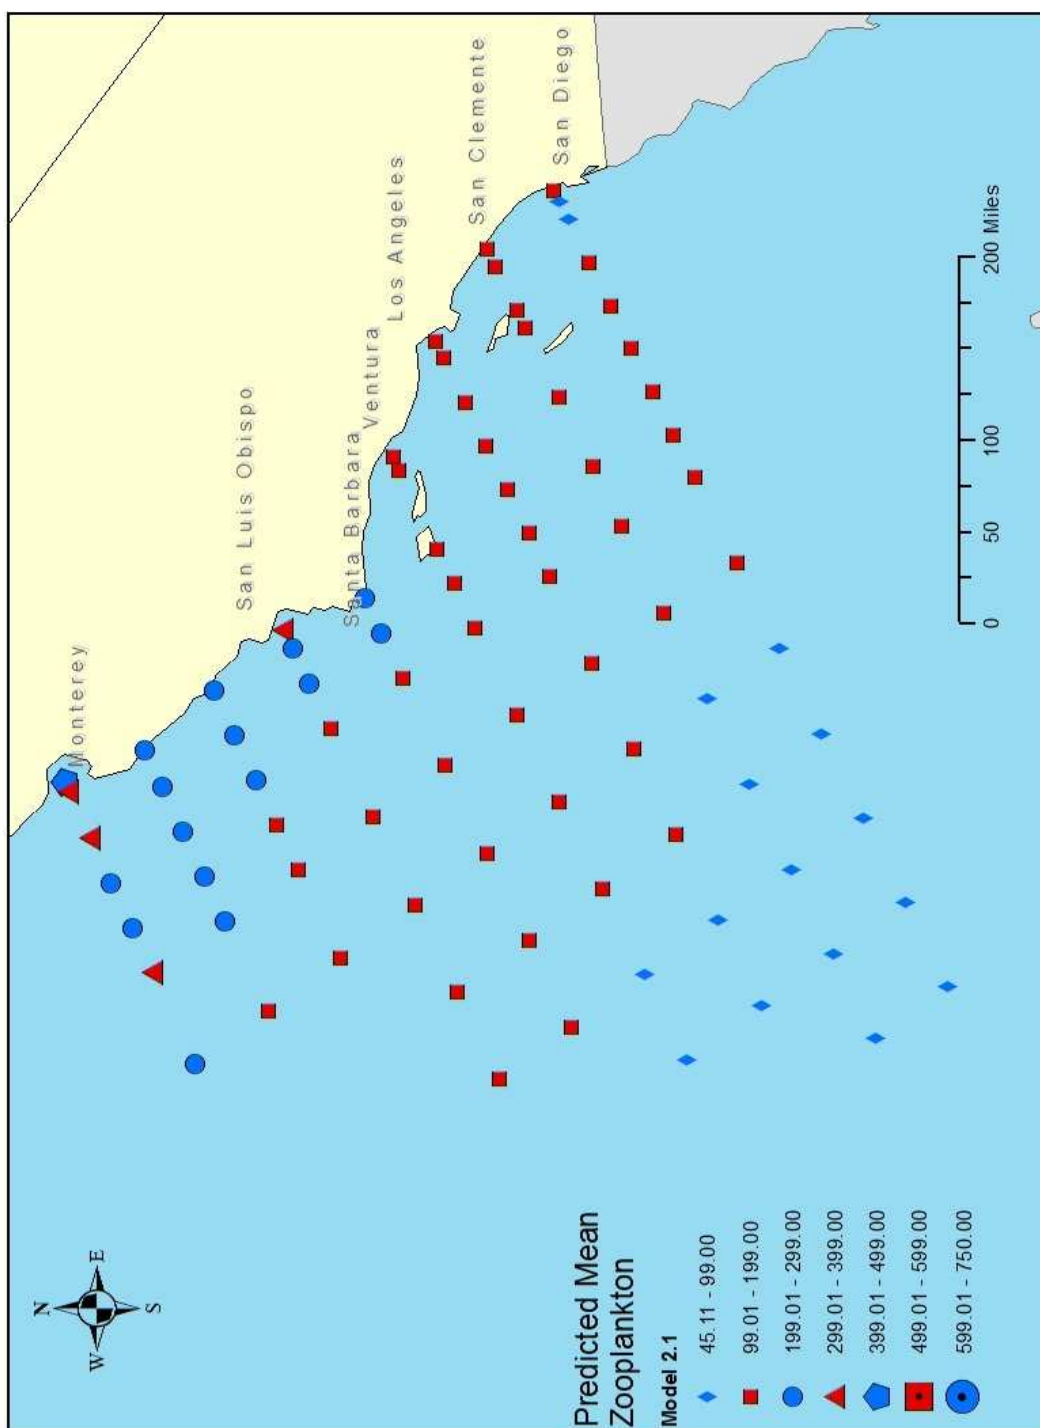 N
W
E
S
Monterey
San Luis Obispo
Santa Barbara
Ventura
Los Angeles
San Clemente
San Diego
Predicted Mean
Zooplankton
Model 2.1
45.11 - 99.00
99.01 - 199.00
199.01 - 299.00
299.01 - 399.00
399.01 - 499.00
499.01 - 599.00
599.01 - 750.00
0 50 100 200 Miles